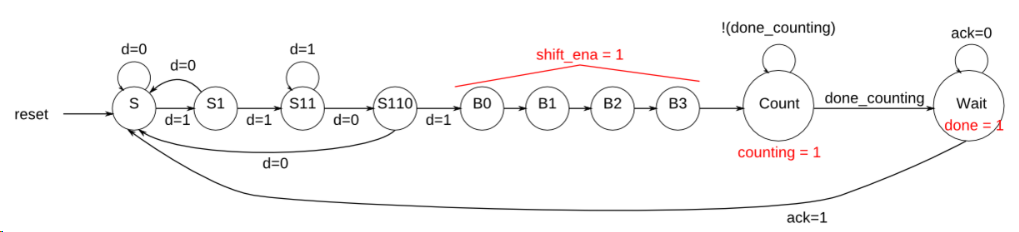 !(done_counting)
ack=0
d=0
d=1
shift_ena = 1
d=0
reset
S
S1
S11
S110
B0
B1
B2
B3
Count
done_counting
Wait
d=1
d=1
d=0
d=1
done = 1
counting = 1
d=0
ack=1